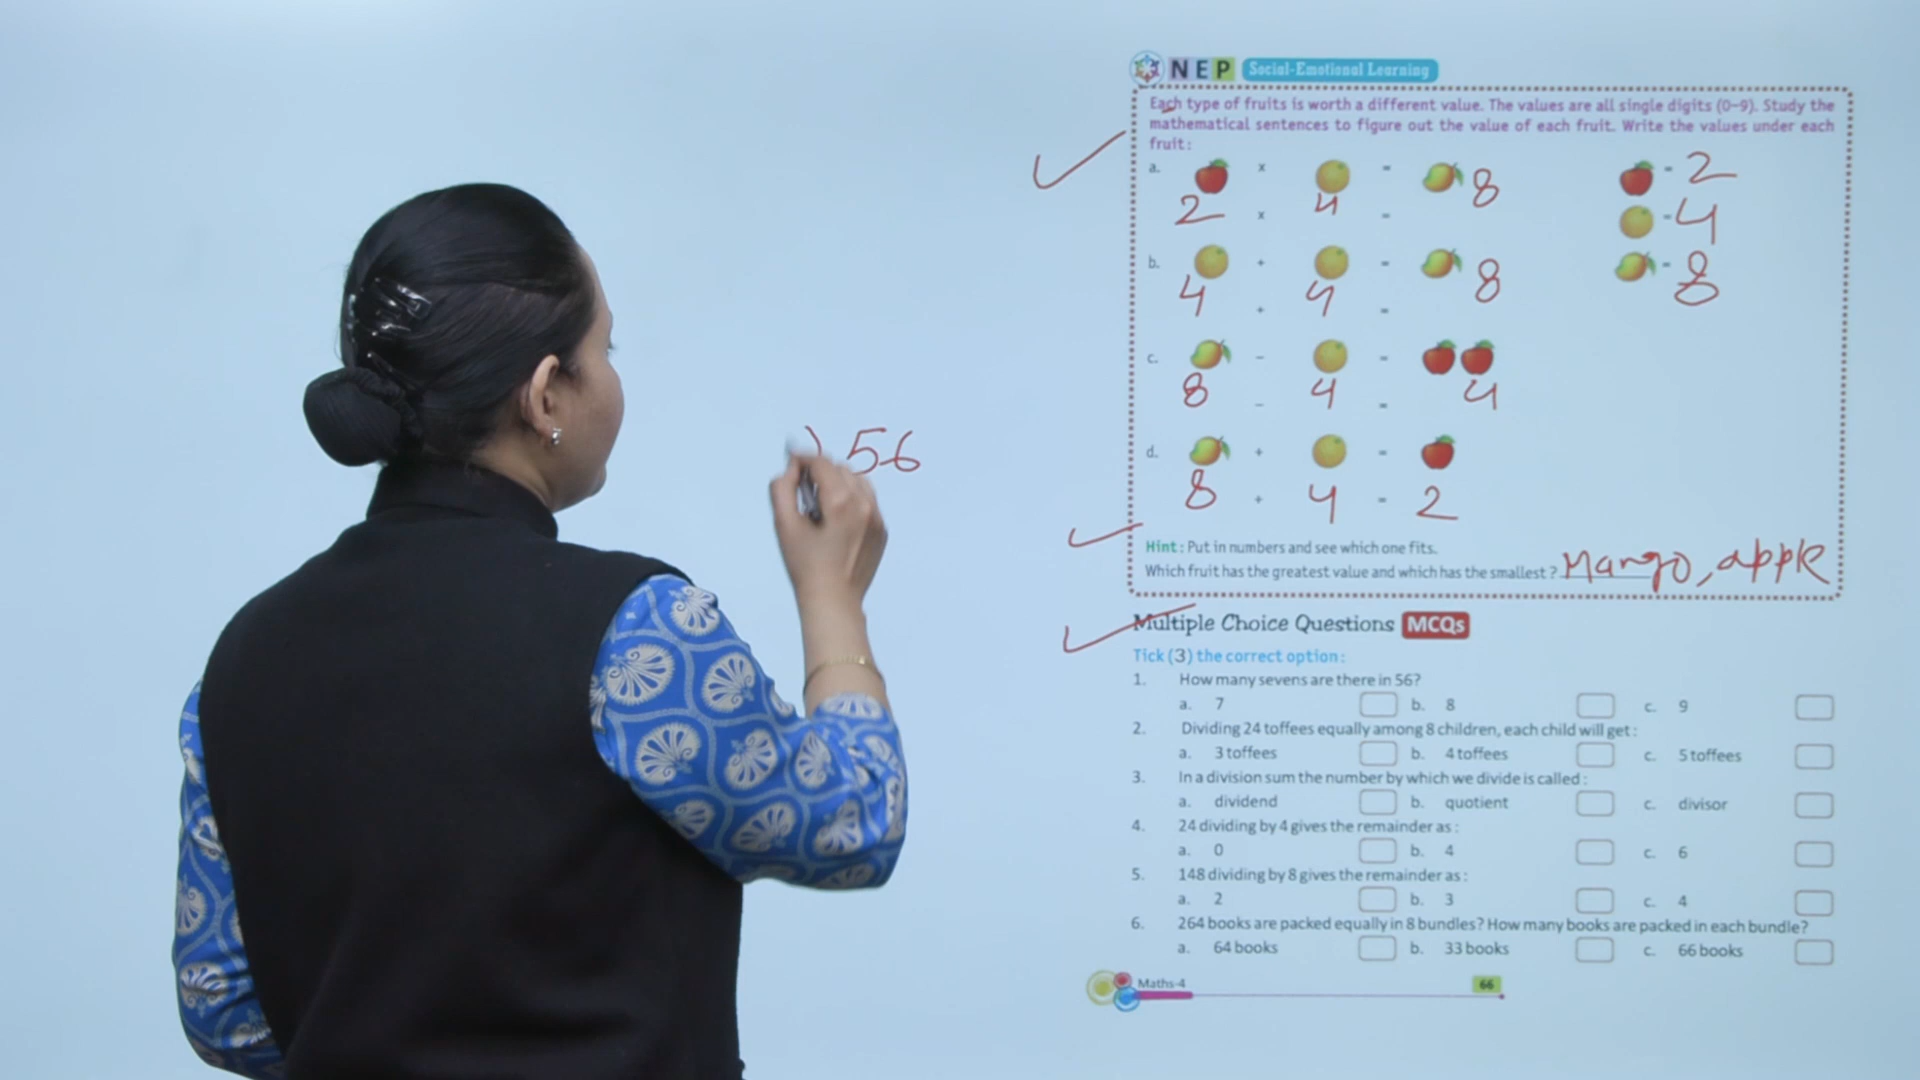 NEP Social-Emotional Learning
Each type of fruits is worth a different value. The values are all single digits (0–9). Study the
mathematical sentences to figure out the value of each fruit. Write the values under each
fruit:
a. × = 8
2 × 4 =
- 2
- 4
- 8
b. + = 8
4 + 4 =
c. - =
8 - 4 = 4
d. + =
8 + 4 = 2
) 56
Hint: Put in numbers and see which one fits.
Which fruit has the greatest value and which has the smallest? Mango, apple
Multiple Choice Questions MCQs
Tick (3) the correct option:
1. How many sevens are there in 56?
a. 7 b. 8 c. 9
2. Dividing 24 toffees equally among 8 children, each child will get:
a. 3 toffees b. 4 toffees c. 5 toffees
3. In a division sum the number by which we divide is called:
a. dividend b. quotient c. divisor
4. 24 dividing by 4 gives the remainder as:
a. 0 b. 4 c. 6
5. 148 dividing by 8 gives the remainder as:
a. 2 b. 3 c. 4
6. 264 books are packed equally in 8 bundles? How many books are packed in each bundle?
a. 64 books b. 33 books c. 66 books
Maths-4 66